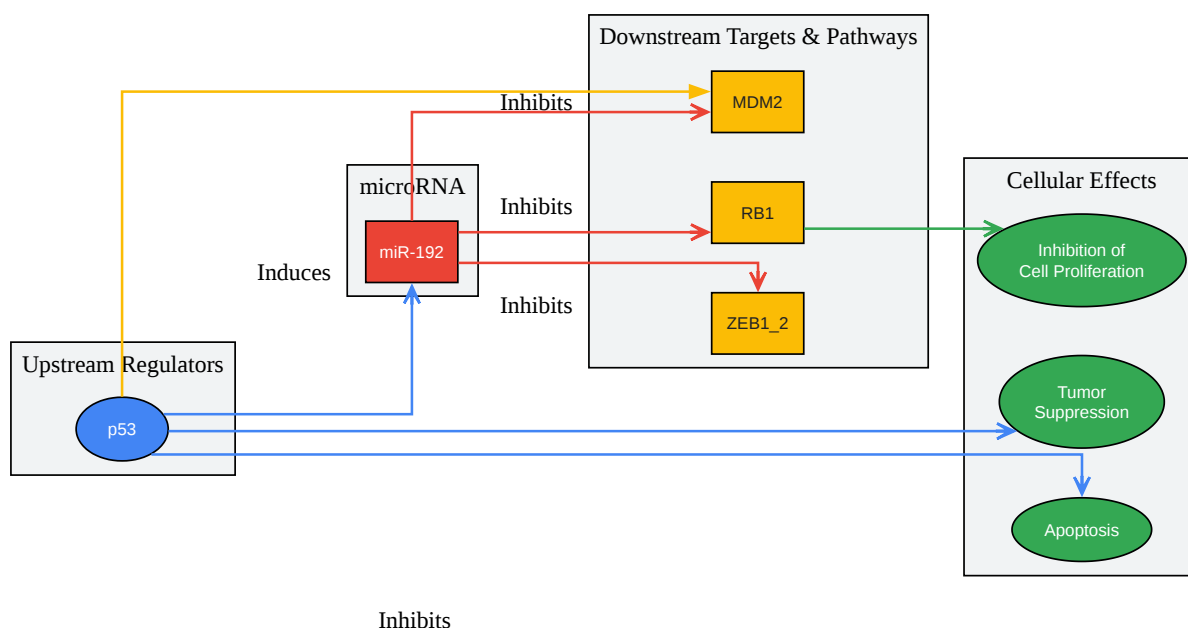 Downstream Targets & Pathways
MDM2
Inhibits
microRNA
Cellular Effects
Inhibits
RB1
miR-192
Inhibition of
Cell Proliferation
Induces
Inhibits
ZEB1_2
Upstream Regulators
Tumor
Suppression
p53
Apoptosis
Inhibits